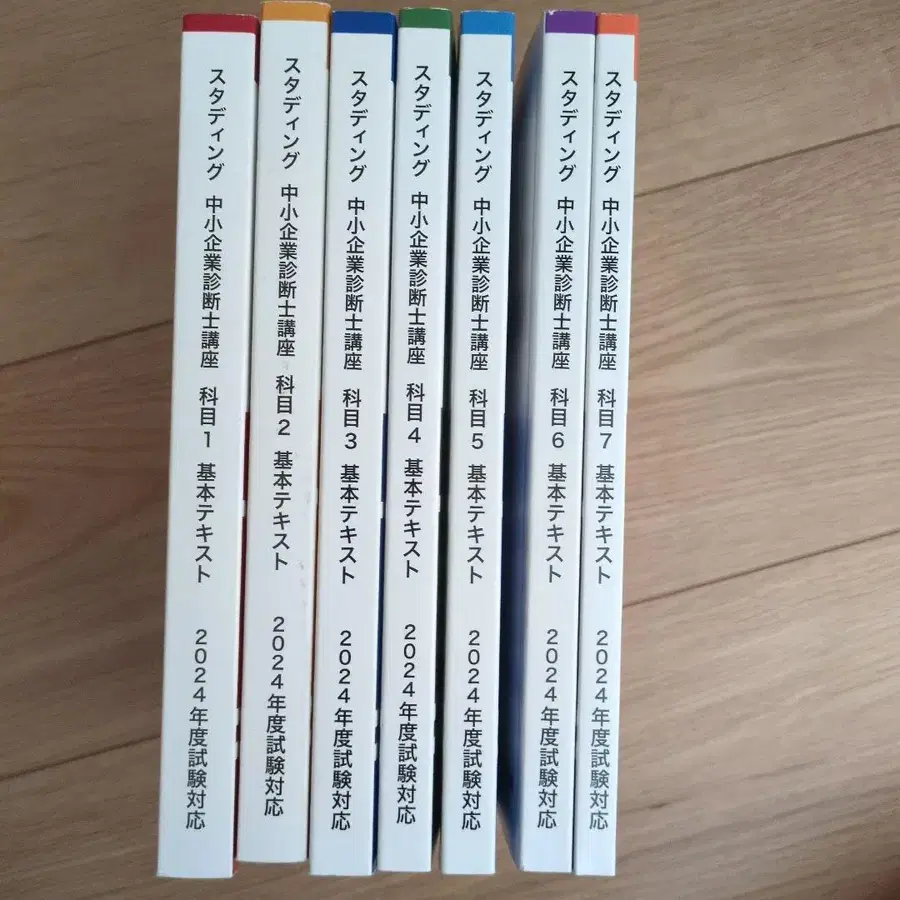 スタディング 中小企業診断士講座 科目1 基本テキスト 2024年度試験対応
スタディング 中小企業診断士講座 科目2 基本テキスト 2024年度試験対応
スタディング 中小企業診断士講座 科目3 基本テキスト 2024年度試験対応
スタディング 中小企業診断士講座 科目4 基本テキスト 2024年度試験対応
スタディング 中小企業診断士講座 科目5 基本テキスト 2024年度試験対応
スタディング 中小企業診断士講座 科目6 基本テキスト 2024年度試験対応
スタディング 中小企業診断士講座 科目7 基本テキスト 2024年度試験対応